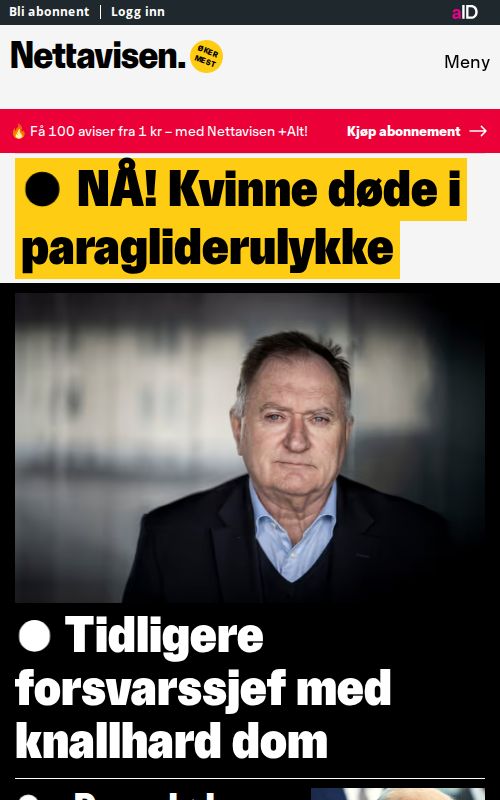 Bli abonnent | Logg inn
aID
Nettavisen.
ØKER
MEST
Meny
Få 100 aviser fra 1 kr – med Nettavisen +Alt!
Kjøp abonnement
NÅ! Kvinne døde i
paragliderulykke
Tidligere
forsvarssjef med
knallhard dom